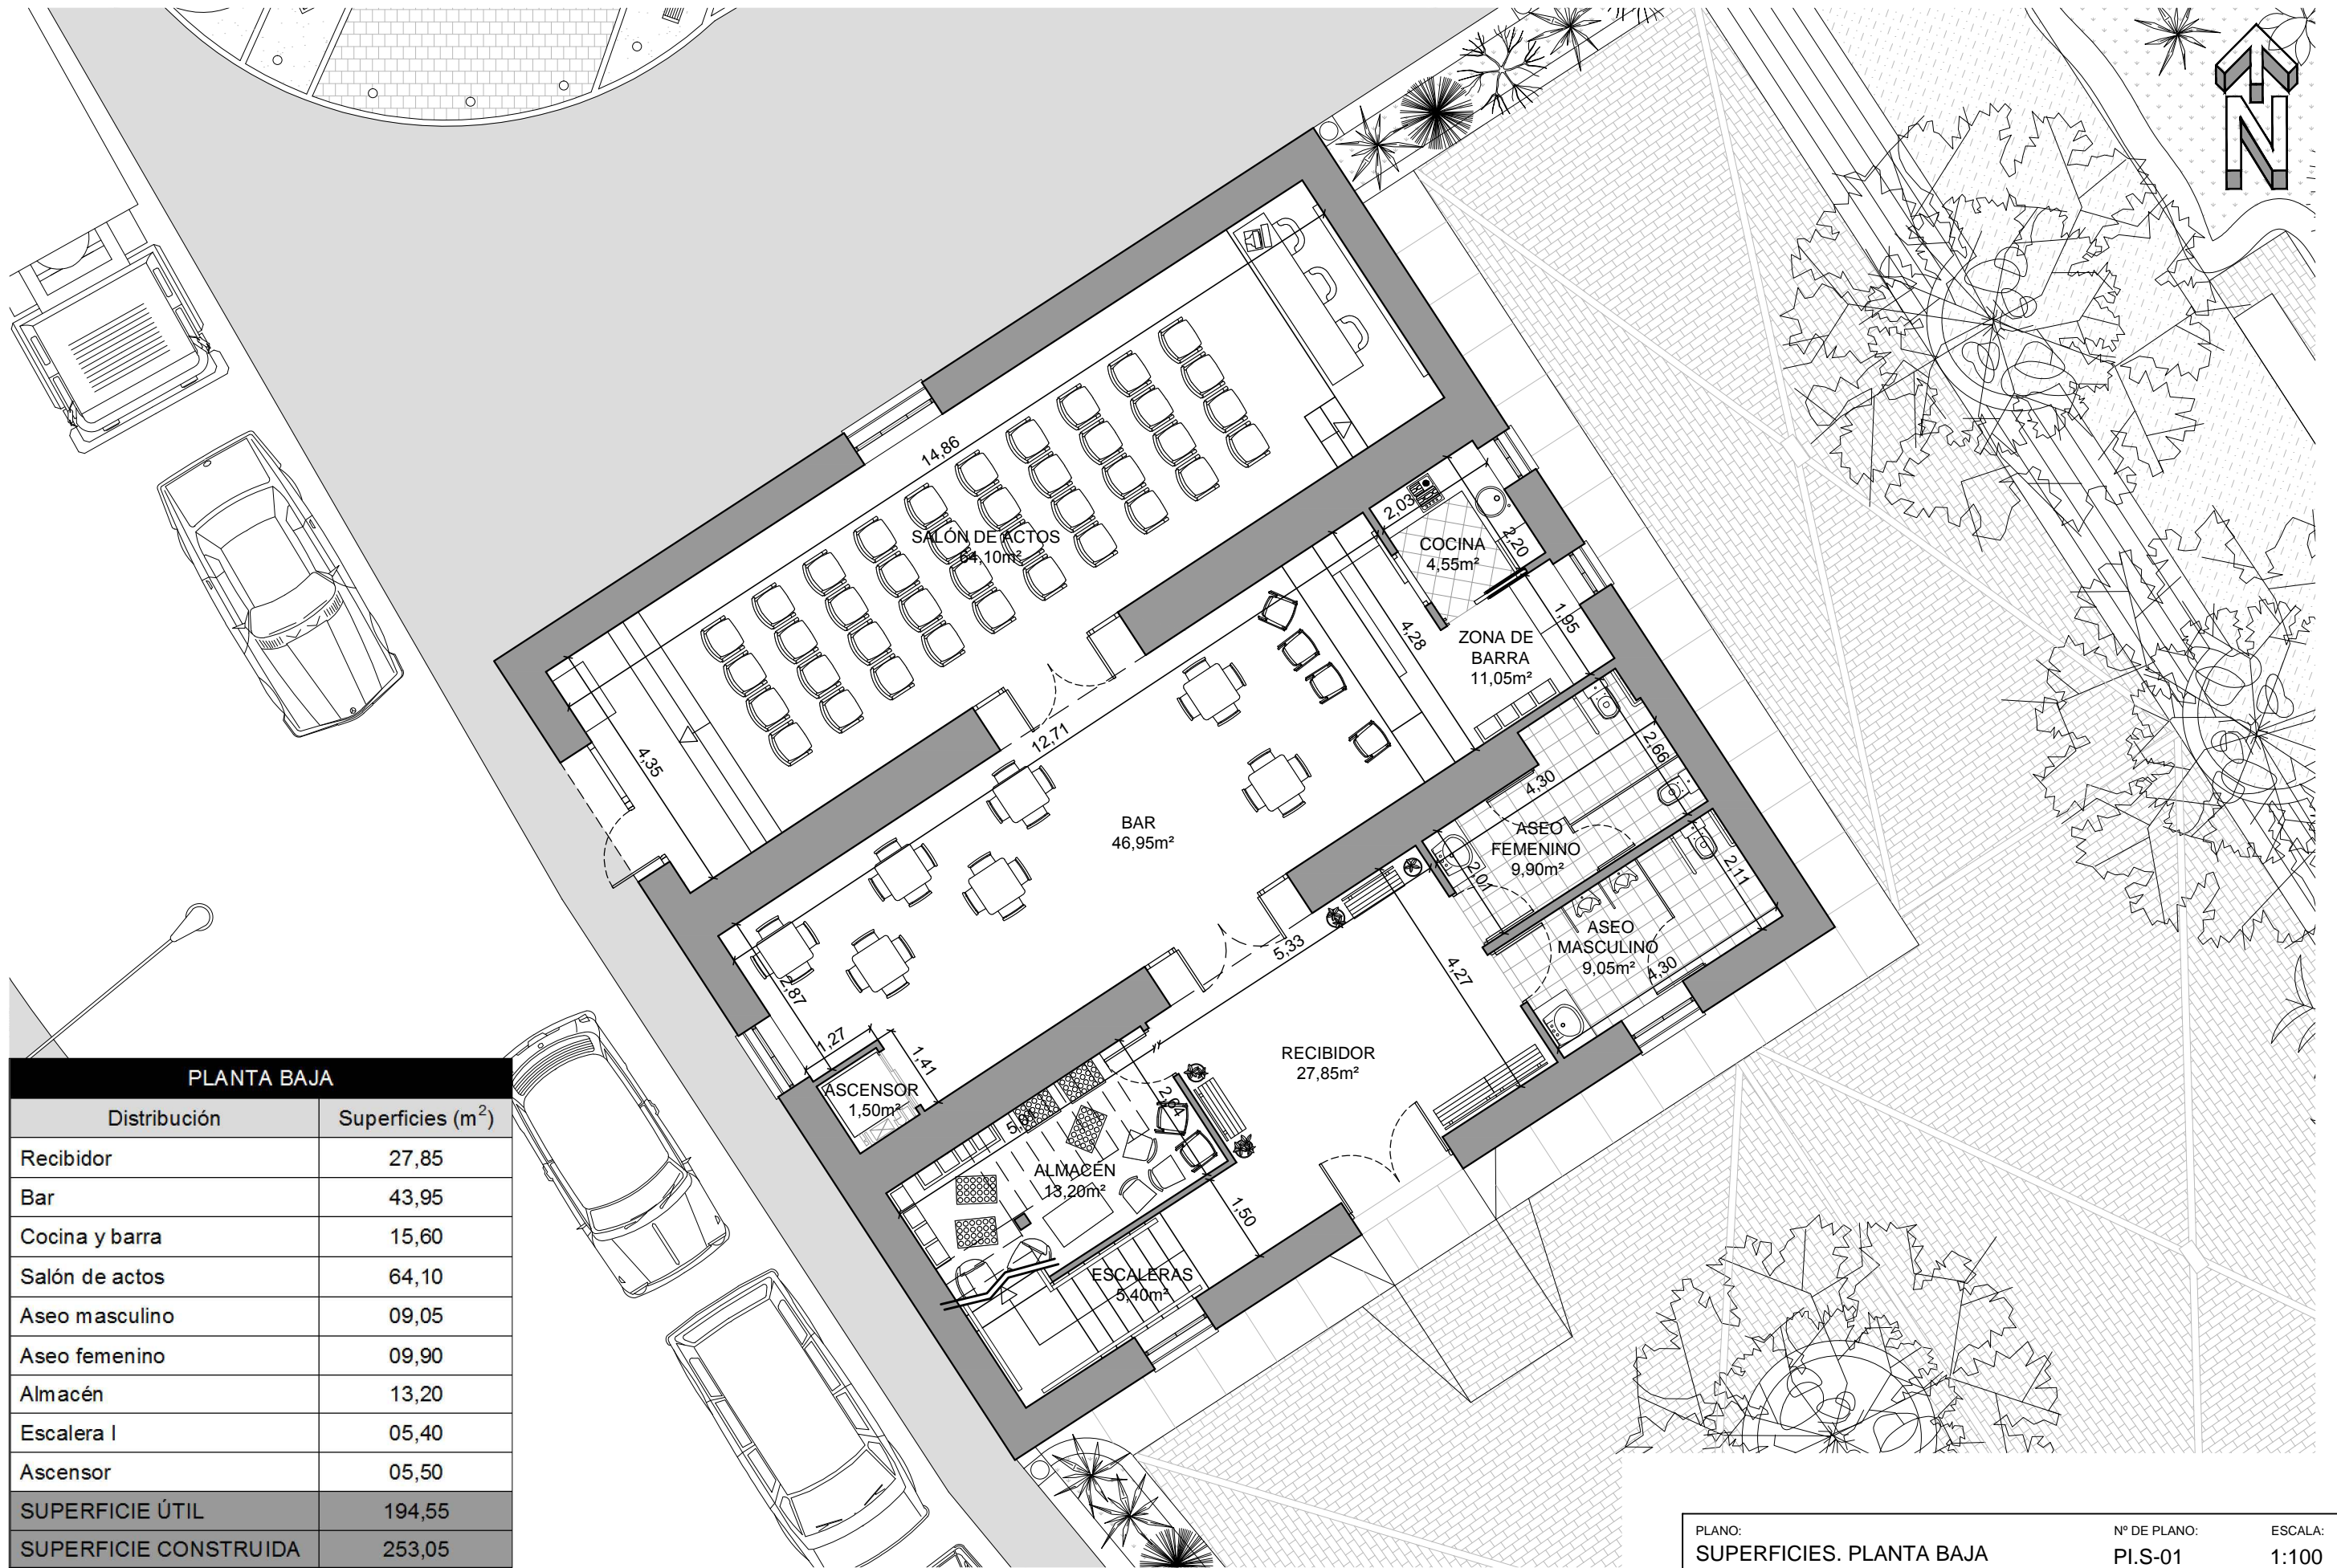 N
14,86
SALÓN DE ACTOS
64,10m²
2,03
COCINA
4,55m²
2,20
4,28
1,95
ZONA DE
BARRA
11,05m²
4,35
12,71
2,66
4,30
BAR
46,95m²
ASEO
FEMENINO
9,90m²
2,01
2,11
ASEO
MASCULINO
9,05m²
4,30
5,33
4,27
2,87
1,27
1,41
ASCENSOR
1,50m²
RECIBIDOR
27,85m²
2,64
ALMACÉN
13,20m²
1,50
ESCALERAS
5,40m²
PLANTA BAJA
Distribución Superficies (m²)
Recibidor 27,85
Bar 43,95
Cocina y barra 15,60
Salón de actos 64,10
Aseo masculino 09,05
Aseo femenino 09,90
Almacén 13,20
Escalera I 05,40
Ascensor 05,50
SUPERFICIE ÚTIL 194,55
SUPERFICIE CONSTRUIDA 253,05
PLANO: Nº DE PLANO: ESCALA:
SUPERFICIES. PLANTA BAJA PI.S-01 1:100